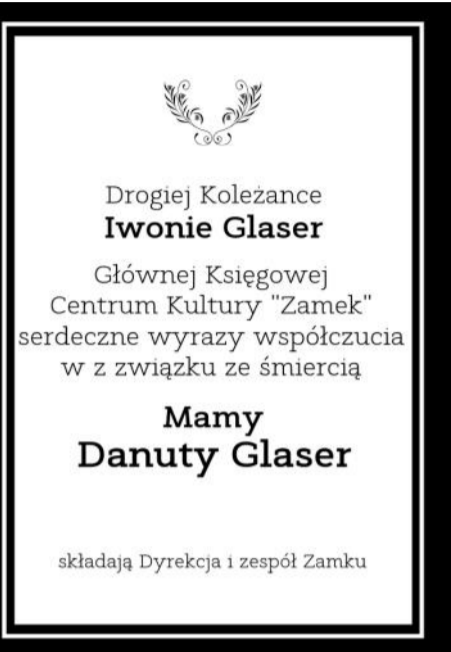 Drogiej Koleżance
Iwonie Glaser
Głównej Księgowej
Centrum Kultury "Zamek"
serdeczne wyrazy współczucia
w z związku ze śmiercią
Mamy
Danuty Glaser
składają Dyrekcja i zespół Zamku